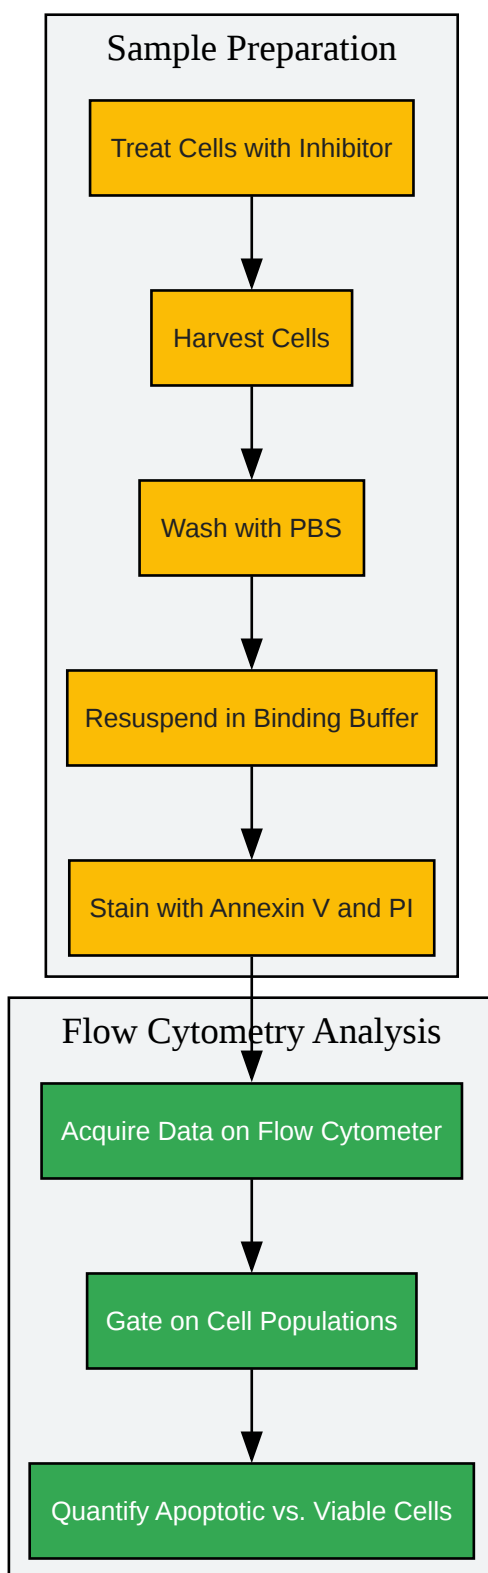 Sample Preparation
Treat Cells with Inhibitor
Harvest Cells
Wash with PBS
Resuspend in Binding Buffer
Stain with Annexin V and PI
Flow Cytometry Analysis
Acquire Data on Flow Cytometer
Gate on Cell Populations
Quantify Apoptotic vs. Viable Cells